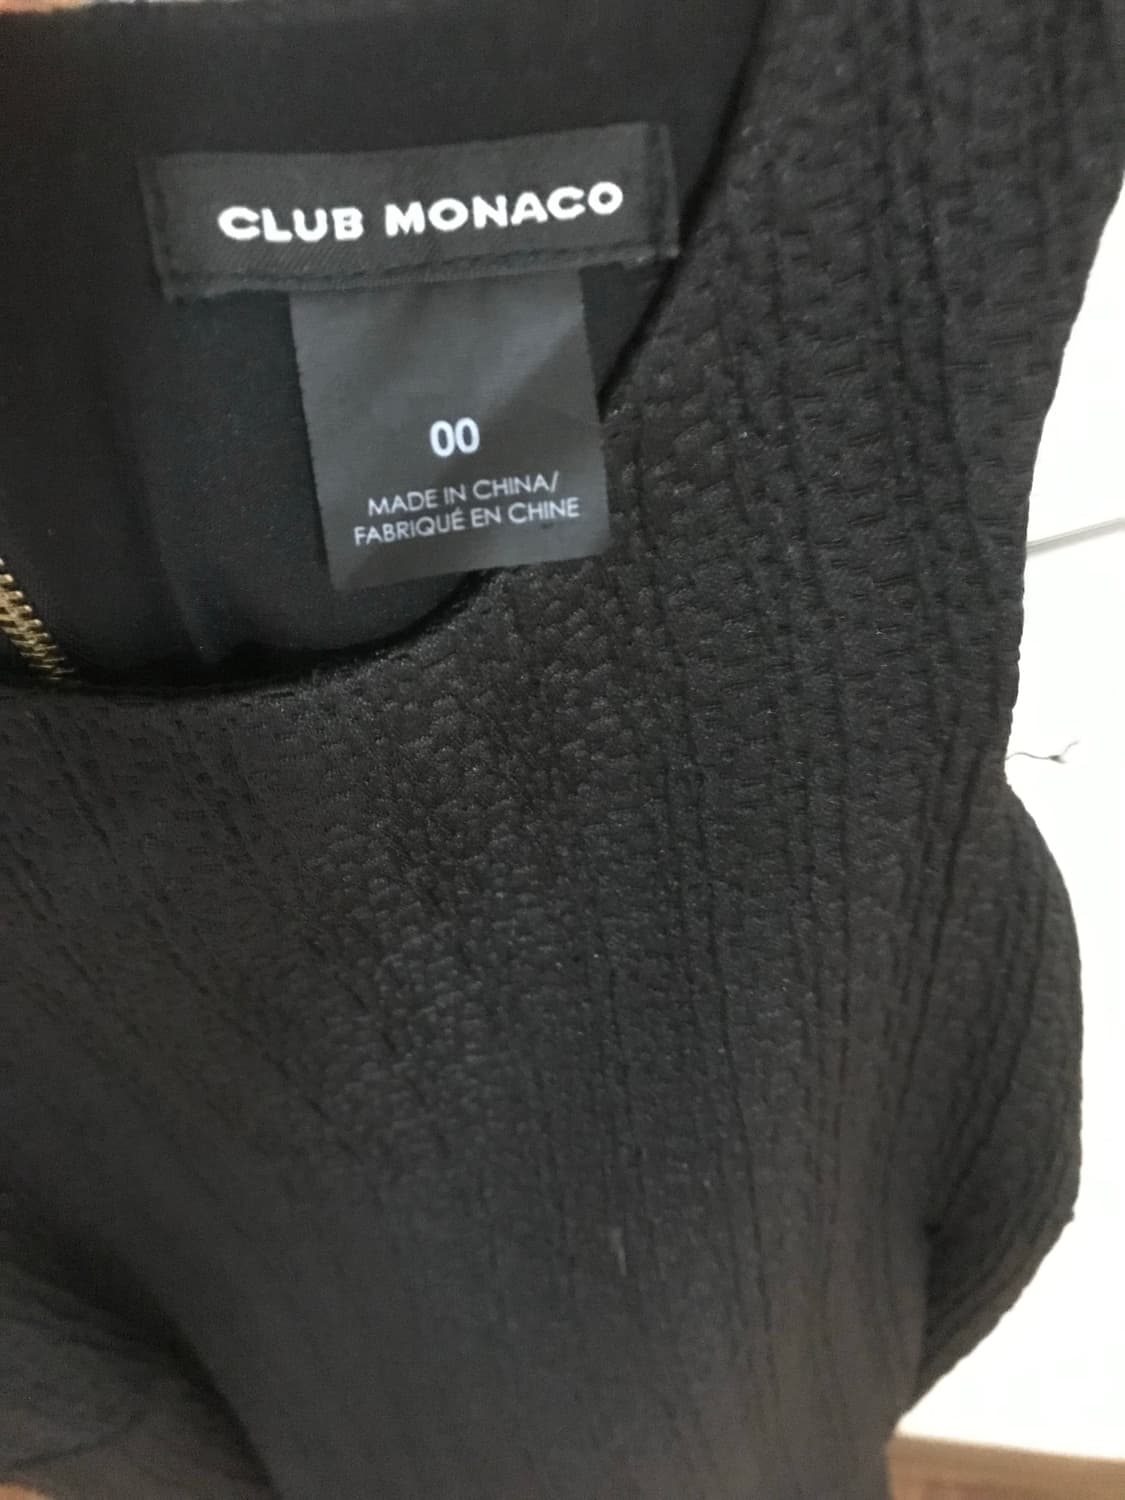 CLUB MONACO
00
MADE IN CHINA/
FABRIQUÉ EN CHINE